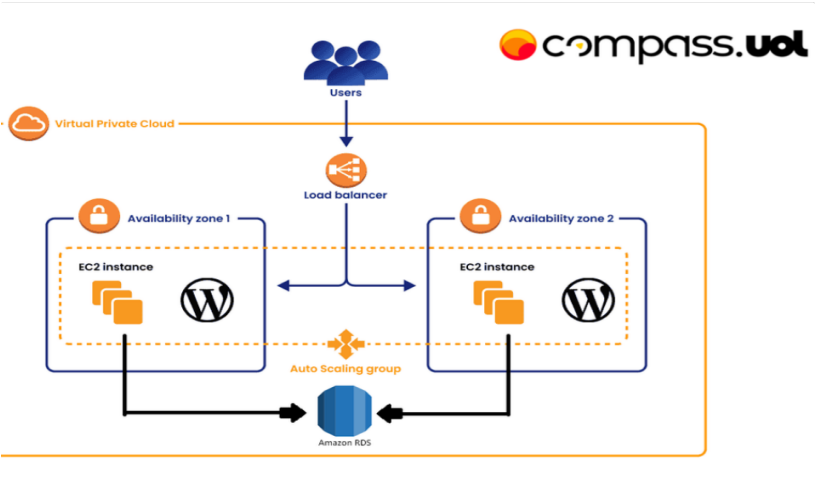 compass.uol
Users
Virtual Private Cloud
Load balancer
Availability zone 1
Availability zone 2
EC2 instance
EC2 instance
Auto Scaling group
Amazon RDS